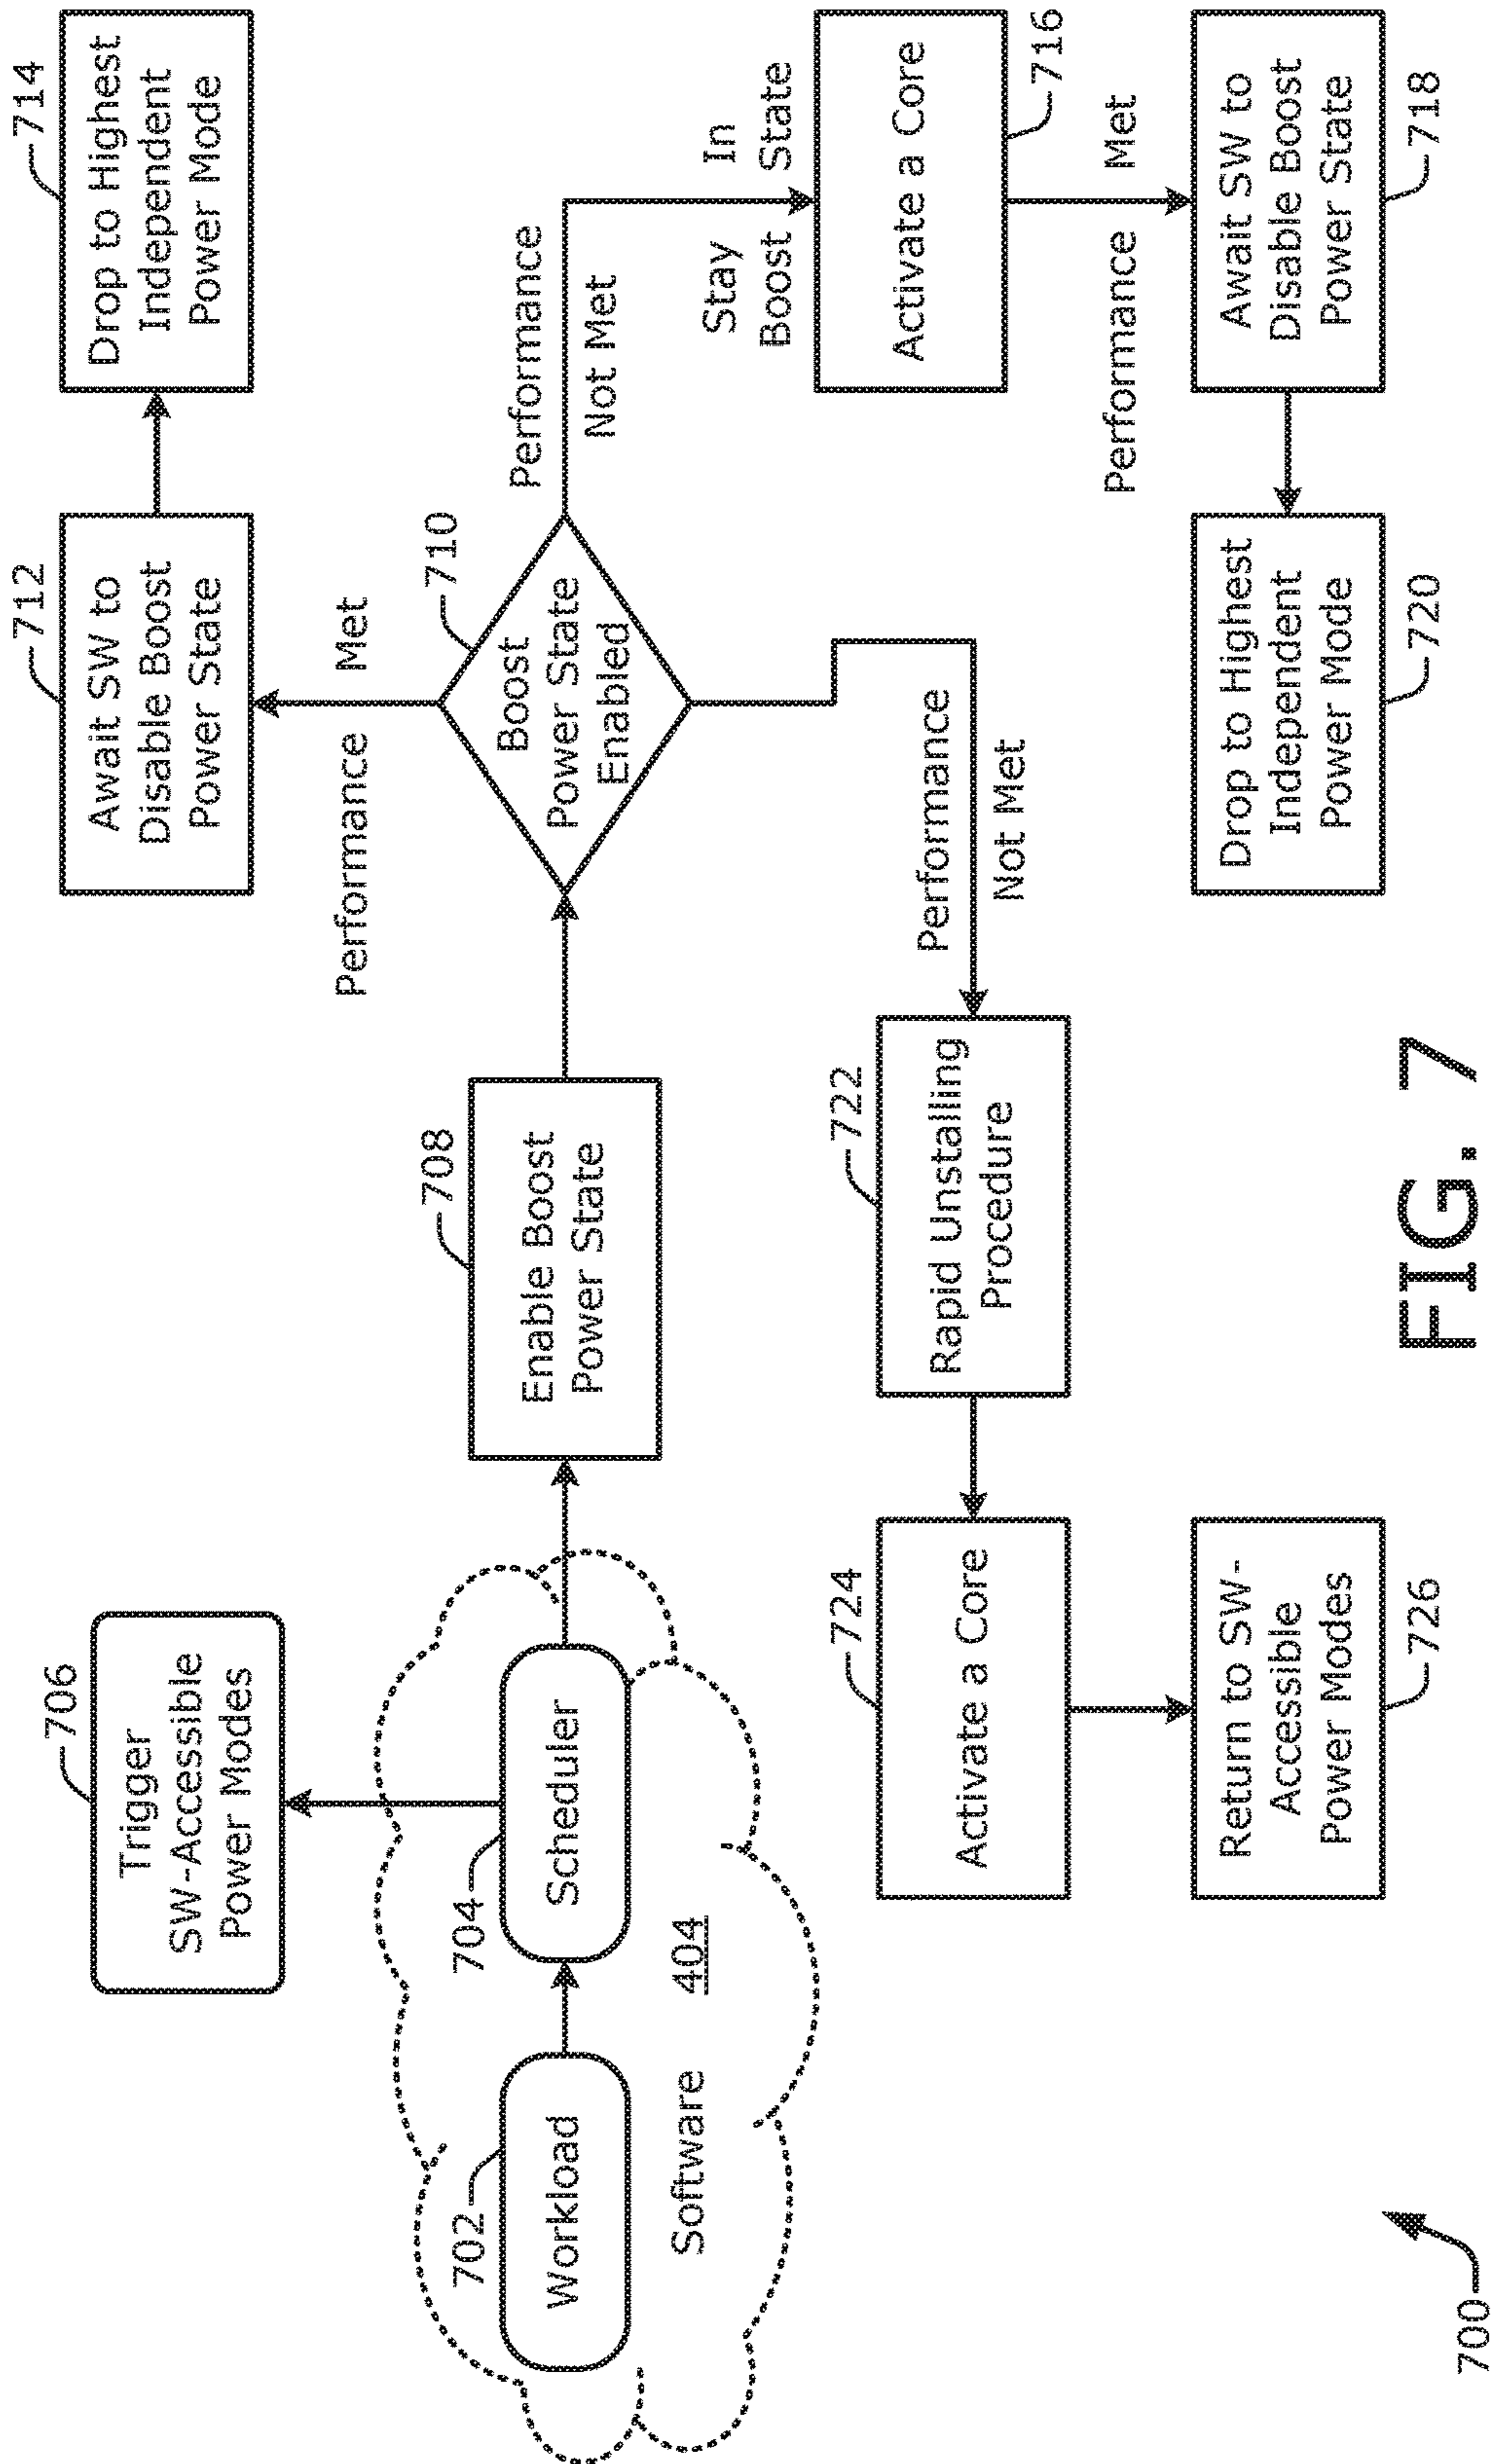 706
Trigger
SW-Accessible
Power Modes
702
Workload
704
Scheduler
Software 404
708
Enable Boost
Power State
710
Boost
Power State
Enabled
Performance Met
712
Await SW to
Disable Boost
Power State
714
Drop to Highest
Independent
Power Mode
Performance
Not Met
Stay In
Boost State
Activate a Core
716
Performance Met
Await SW to
Disable Boost
Power State
718
Drop to Highest
Independent
Power Mode
720
Performance
Not Met
722
Rapid Unstalling
Procedure
724
Activate a Core
Return to SW-
Accessible
Power Modes
726
700
FIG. 7